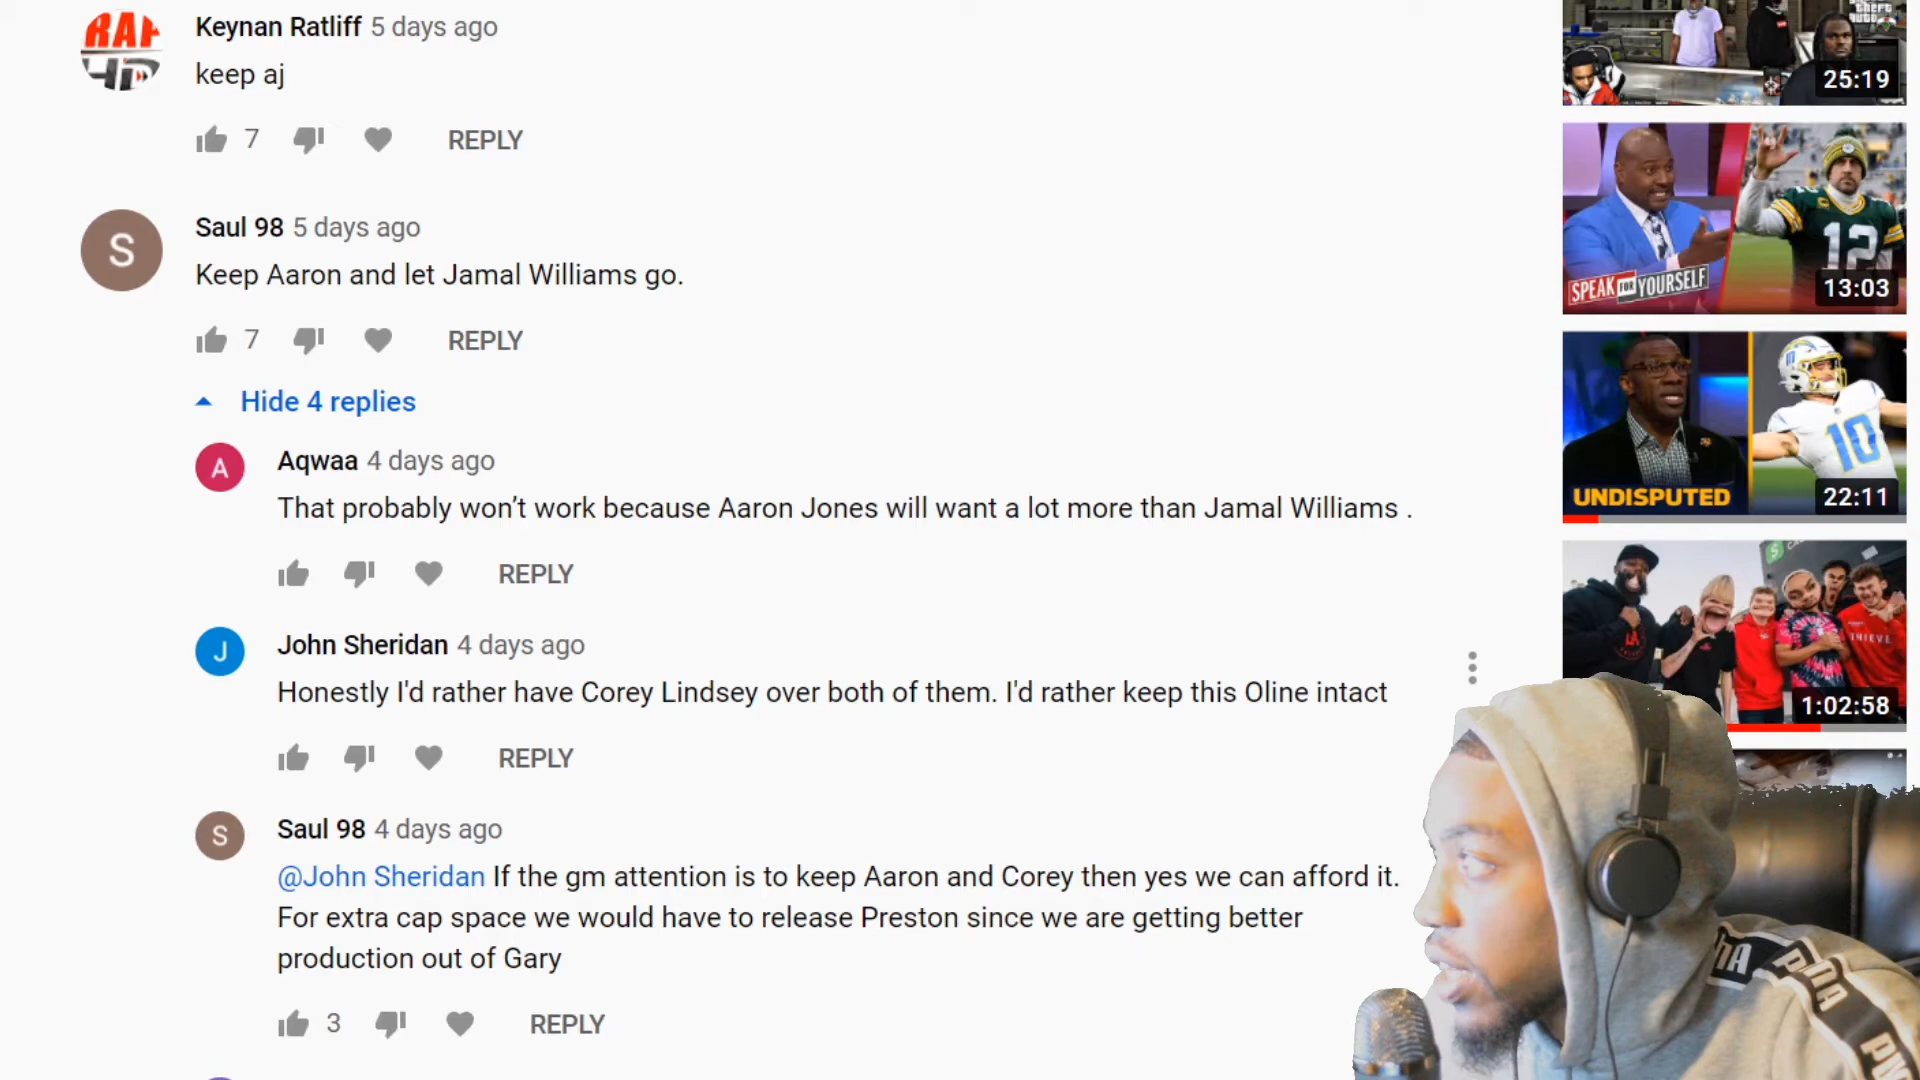 Keynan Ratliff 5 days ago
keep aj
7 REPLY
Saul 98 5 days ago
Keep Aaron and let Jamal Williams go.
7 REPLY
Hide 4 replies
Aqwaa 4 days ago
That probably won’t work because Aaron Jones will want a lot more than Jamal Williams .
REPLY
John Sheridan 4 days ago
Honestly I'd rather have Corey Lindsey over both of them. I'd rather keep this Oline intact
REPLY
Saul 98 4 days ago
@John Sheridan If the gm attention is to keep Aaron and Corey then yes we can afford it.
For extra cap space we would have to release Preston since we are getting better
production out of Gary
3 REPLY
S
A
J
S
theft
auto
25:19
12
SPEAK FOR YOURSELF
13:03
10
UNDISPUTED
22:11
THIEVE
1:02:58
PUMA